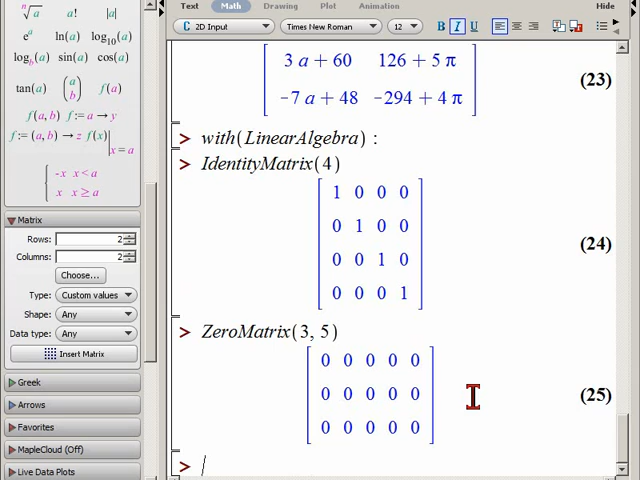 Text Math Drawing Plot Animation Hide
C 2D Input Times New Roman 12 B I U
ⁿ√a a! |a|
eᵃ ln(a) log₁₀(a)
log_b(a) sin(a) cos(a)
tan(a) (a b) f(a)
f(a) f := a → y
f(a, b) f := (a, b) → z f(x)|x = a
{ -x x < a
x x ≥ a
Matrix
Rows: 2
Columns: 2
Choose...
Type: Custom values
Shape: Any
Data type: Any
Insert Matrix
Greek
Arrows
Favorites
MapleCloud (Off)
Live Data Plots
[ 3 a + 60 126 + 5 π
-7 a + 48 -294 + 4 π ] (23)
> with(LinearAlgebra) :
> IdentityMatrix(4)
1 0 0 0
0 1 0 0
0 0 1 0
0 0 0 1
(24)
> ZeroMatrix(3, 5)
0 0 0 0 0
0 0 0 0 0
0 0 0 0 0
(25)
>